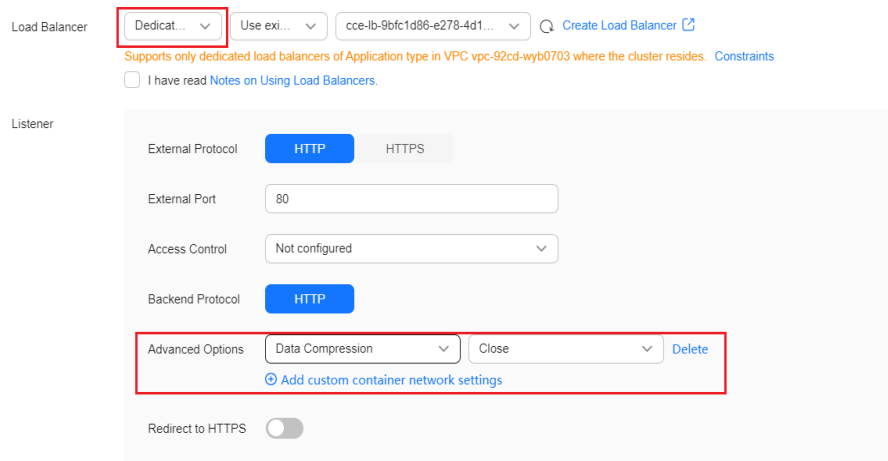 Load Balancer Dedicat... Use exi... cce-lb-9bfc1d86-e278-4d1... Create Load Balancer
Supports only dedicated load balancers of Application type in VPC vpc-92cd-wyb0703 where the cluster resides. Constraints
I have read Notes on Using Load Balancers.
Listener
External Protocol HTTP HTTPS
External Port 80
Access Control Not configured
Backend Protocol HTTP
Advanced Options Data Compression Close Delete
Add custom container network settings
Redirect to HTTPS